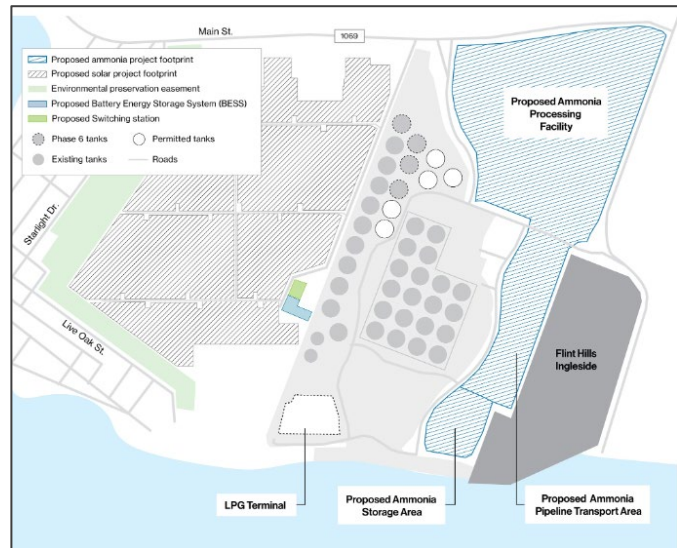 Main St.
1069
Proposed ammonia project footprint
Proposed solar project footprint
Environmental preservation easement
Proposed Battery Energy Storage System (BESS)
Proposed Switching station
Phase 6 tanks
Permitted tanks
Existing tanks
Roads
Proposed Ammonia
Processing
Facility
Starlight Dr.
Live Oak St.
Flint Hills
Ingleside
LPG Terminal
Proposed Ammonia
Storage Area
Proposed Ammonia
Pipeline Transport Area